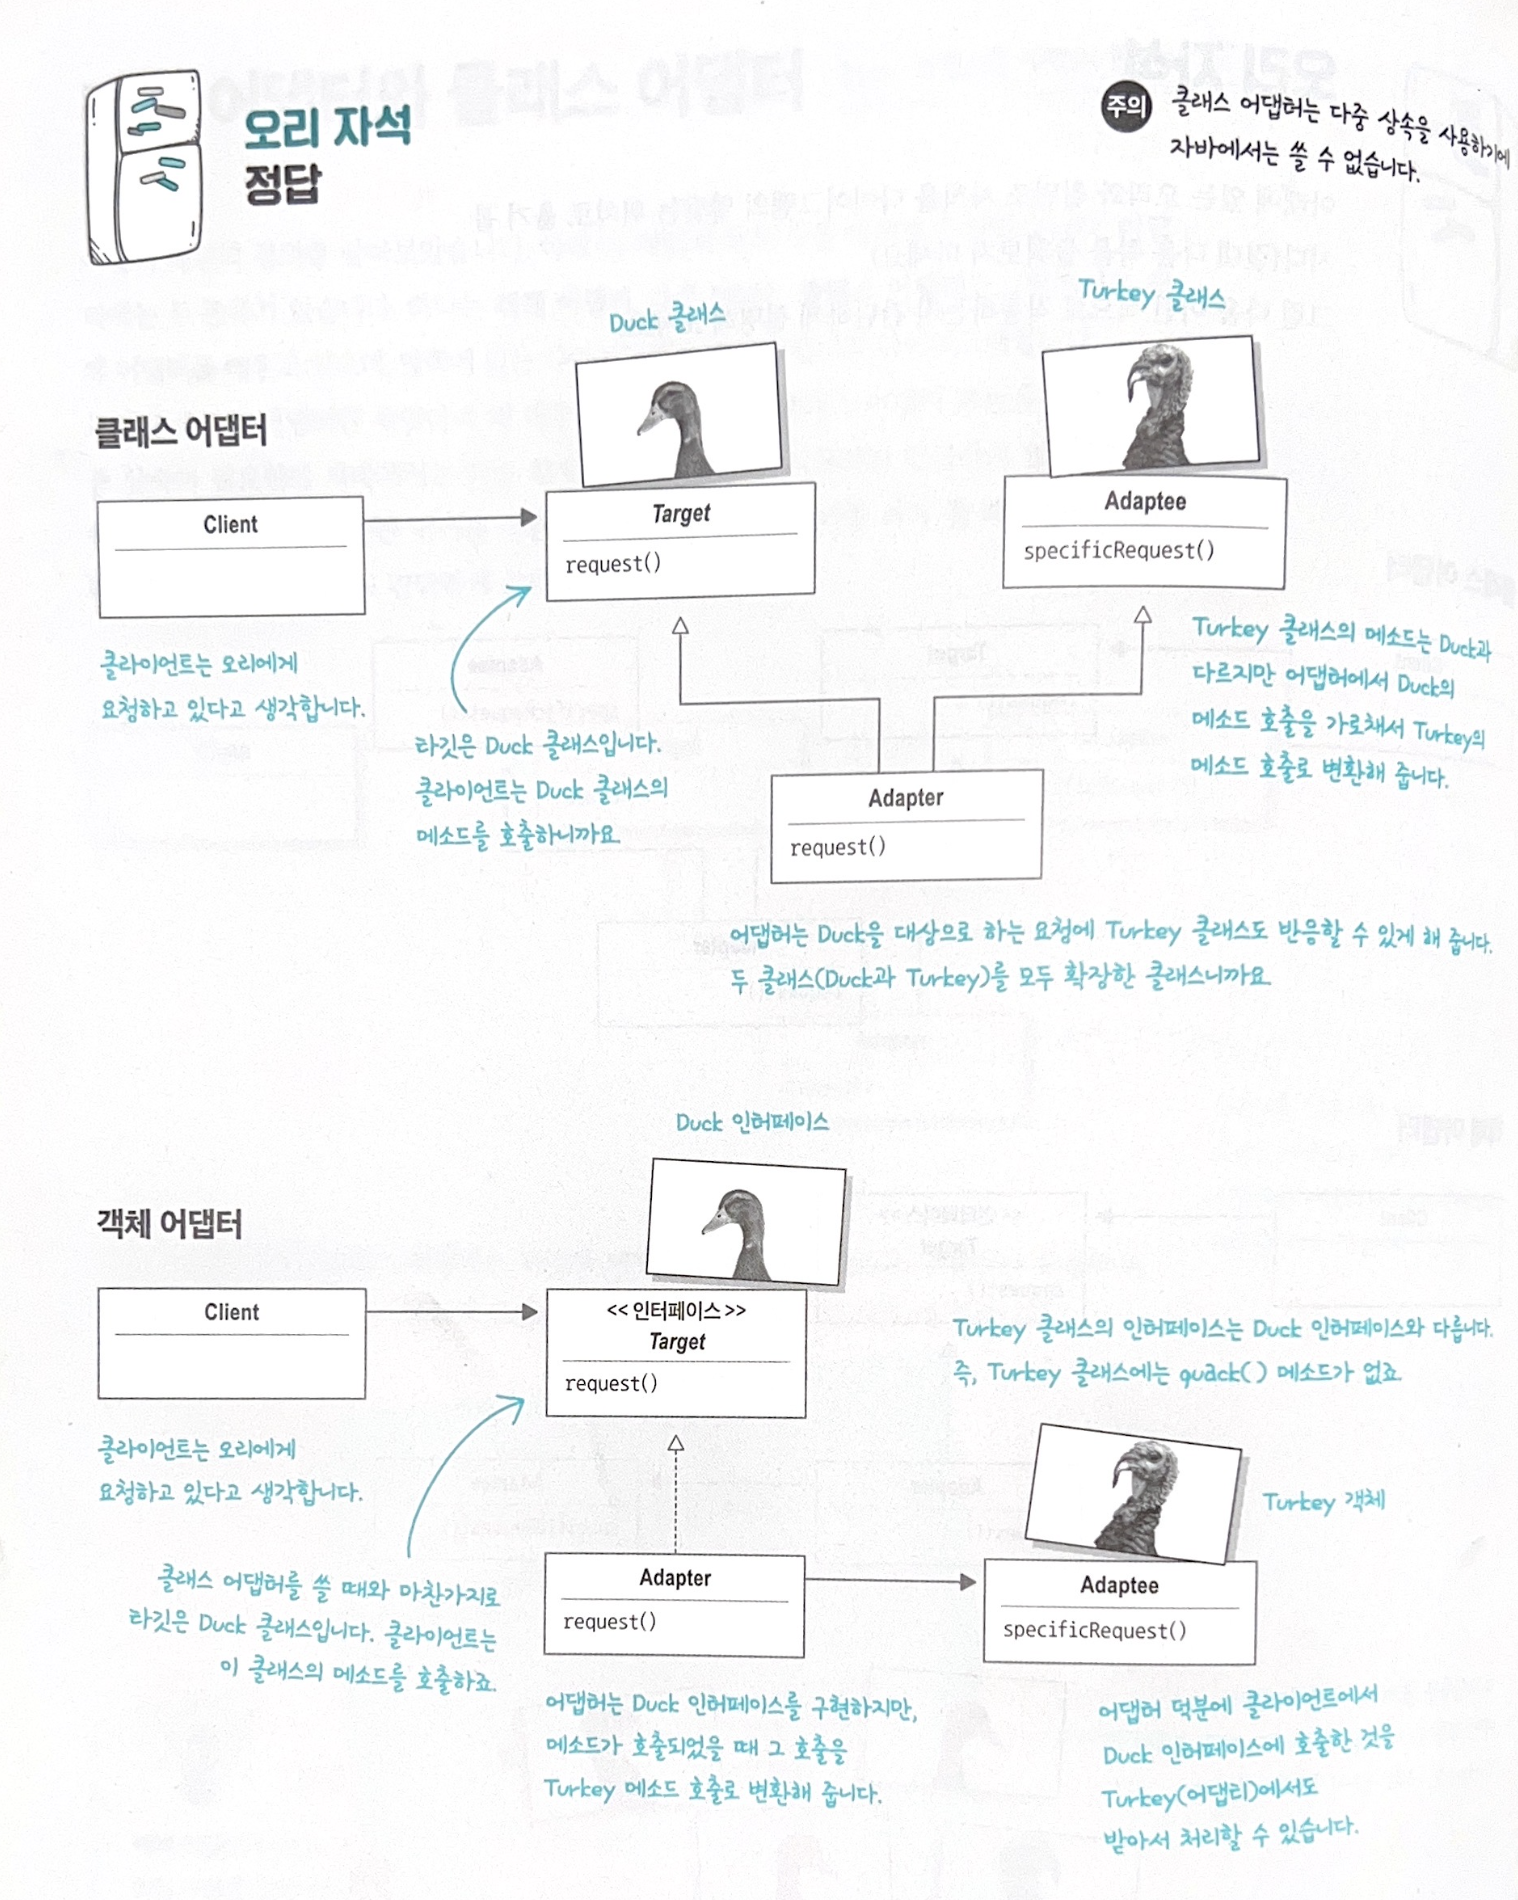 오리 자석
정답
주의 클래스 어댑터는 다중 상속을 사용하기에
자바에서는 쓸 수 없습니다.
Duck 클래스
Turkey 클래스
클래스 어댑터
Client
Target
request()
Adaptee
specificRequest()
클라이언트는 오리에게
요청하고 있다고 생각합니다.
타깃은 Duck 클래스입니다.
클라이언트는 Duck 클래스의
메소드를 호출하니까요.
Turkey 클래스의 메소드는 Duck과
다르지만 어댑터에서 Duck의
메소드 호출을 가로채서 Turkey의
메소드 호출로 변환해 줍니다.
Adapter
request()
어댑터는 Duck을 대상으로 하는 요청에 Turkey 클래스도 반응할 수 있게 해 줍니다.
두 클래스(Duck과 Turkey)를 모두 확장한 클래스니까요.
Duck 인터페이스
객체 어댑터
Client
<< 인터페이스 >>
Target
request()
Turkey 클래스의 인터페이스는 Duck 인터페이스와 다릅니다.
즉, Turkey 클래스에는 quack( ) 메소드가 없죠.
클라이언트는 오리에게
요청하고 있다고 생각합니다.
Turkey 객체
클래스 어댑터를 쓸 때와 마찬가지로
타깃은 Duck 클래스입니다. 클라이언트는
이 클래스의 메소드를 호출하죠.
Adapter
request()
Adaptee
specificRequest()
어댑터는 Duck 인터페이스를 구현하지만,
메소드가 호출되었을 때 그 호출을
Turkey 메소드 호출로 변환해 줍니다.
어댑터 덕분에 클라이언트에서
Duck 인터페이스에 호출한 것을
Turkey(어댑티)에서도
받아서 처리할 수 있습니다.